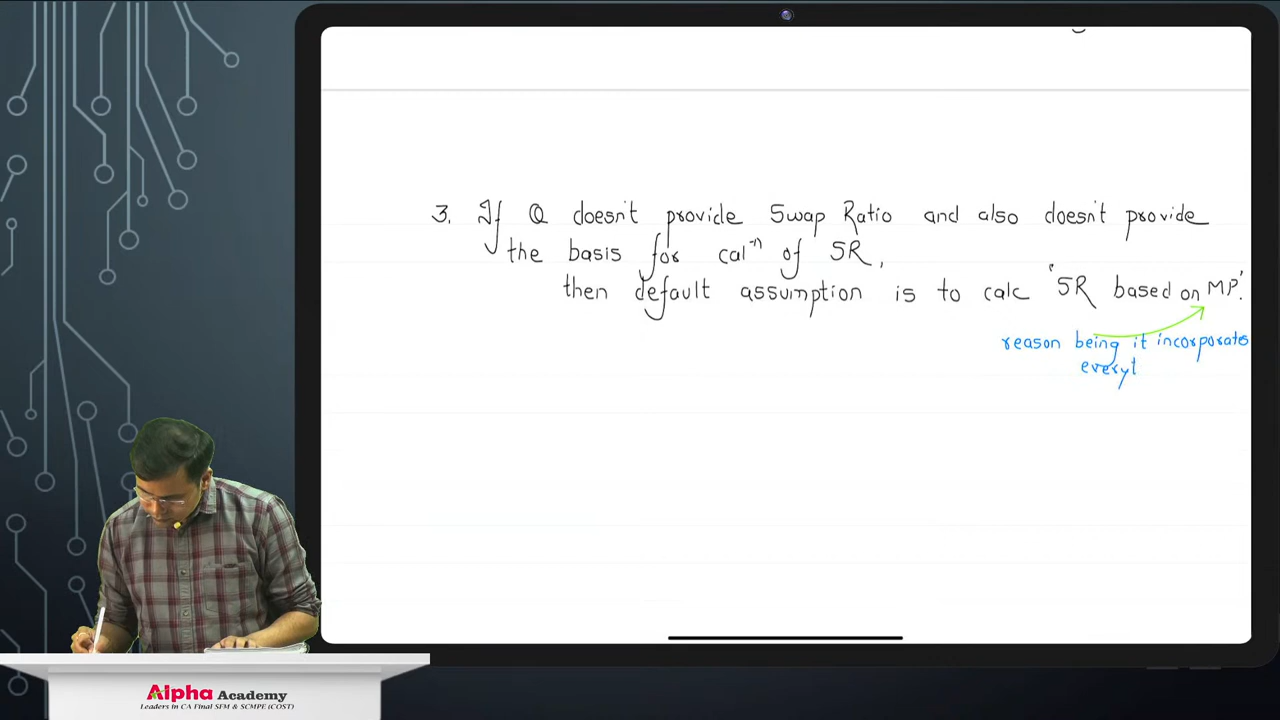 3. If Q doesn't provide Swap Ratio and also doesn't provide
the basis for calⁿ of SR,
then default assumption is to calc 'SR based on MP'.
reason being it incorporates
everyt
Alpha Academy
Leaders in CA Final SFM & SCMPE (COST)